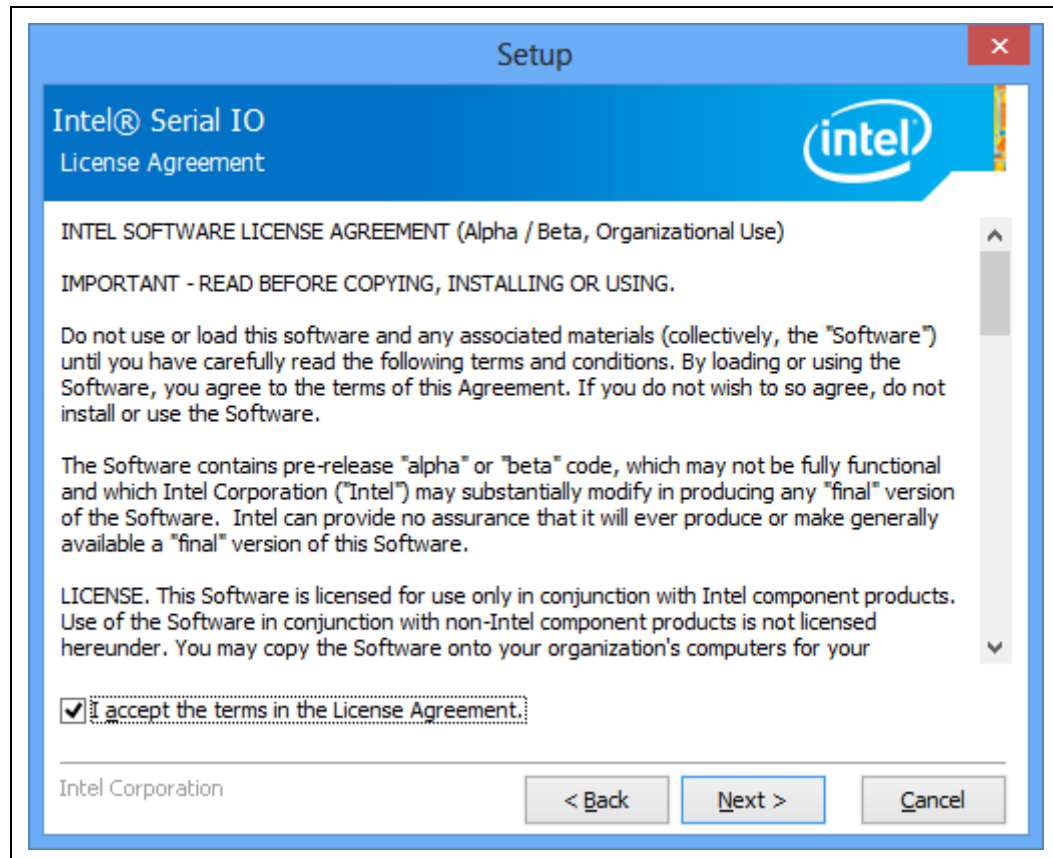 Setup
Intel® Serial IO
License Agreement
intel
INTEL SOFTWARE LICENSE AGREEMENT (Alpha / Beta, Organizational Use)
IMPORTANT - READ BEFORE COPYING, INSTALLING OR USING.
Do not use or load this software and any associated materials (collectively, the "Software")
until you have carefully read the following terms and conditions. By loading or using the
Software, you agree to the terms of this Agreement. If you do not wish to so agree, do not
install or use the Software.
The Software contains pre-release "alpha" or "beta" code, which may not be fully functional
and which Intel Corporation ("Intel") may substantially modify in producing any "final" version
of the Software.  Intel can provide no assurance that it will ever produce or make generally
available a "final" version of this Software.
LICENSE. This Software is licensed for use only in conjunction with Intel component products.
Use of the Software in conjunction with non-Intel component products is not licensed
hereunder. You may copy the Software onto your organization's computers for your
I accept the terms in the License Agreement.
Intel Corporation
< Back Next > Cancel